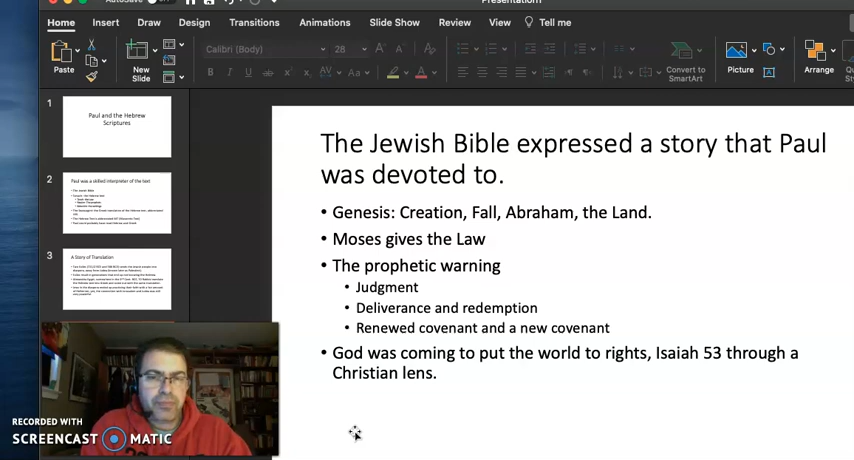 Presentation1
Home Insert Draw Design Transitions Animations Slide Show Review View Tell me
Calibri (Body) 28
Paste
New
Slide
Convert to
SmartArt
Picture
Arrange
1
Paul and the Hebrew
Scriptures
2
Paul was a skilled interpreter of the text
3
A Story of Translation
The Jewish Bible expressed a story that Paul
was devoted to.
• Genesis: Creation, Fall, Abraham, the Land.
• Moses gives the Law
• The prophetic warning
• Judgment
• Deliverance and redemption
• Renewed covenant and a new covenant
• God was coming to put the world to rights, Isaiah 53 through a
Christian lens.
RECORDED WITH
SCREENCAST MATIC